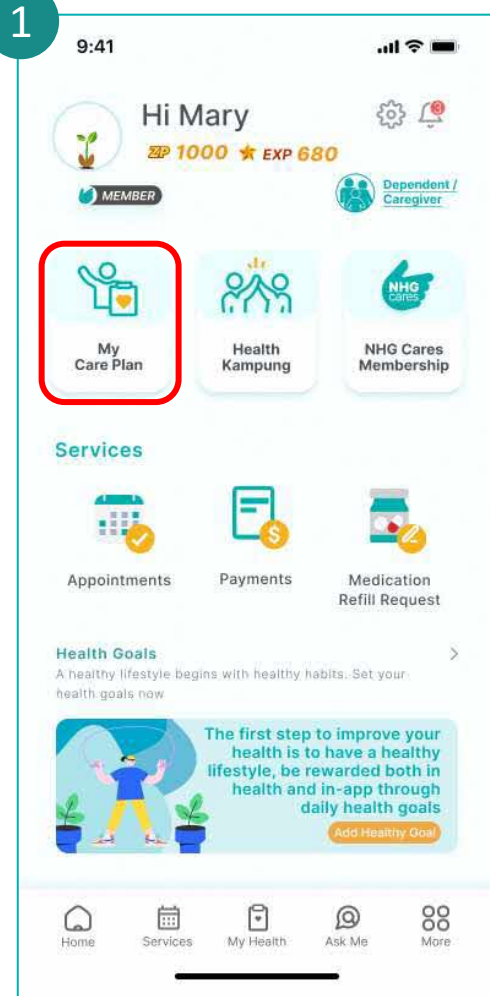 1
9:41
Hi Mary
ZP 1000 EXP 680
MEMBER
Dependent /
Caregiver
3
NHG
cares
My
Care Plan
Health
Kampung
NHG Cares
Membership
Services
Appointments
Payments
Medication
Refill Request
Health Goals
A healthy lifestyle begins with healthy habits. Set your
health goals now
The first step to improve your
health is to have a healthy
lifestyle, be rewarded both in
health and in-app through
daily health goals
Add Healthy Goal
Home
Services
My Health
Ask Me
More